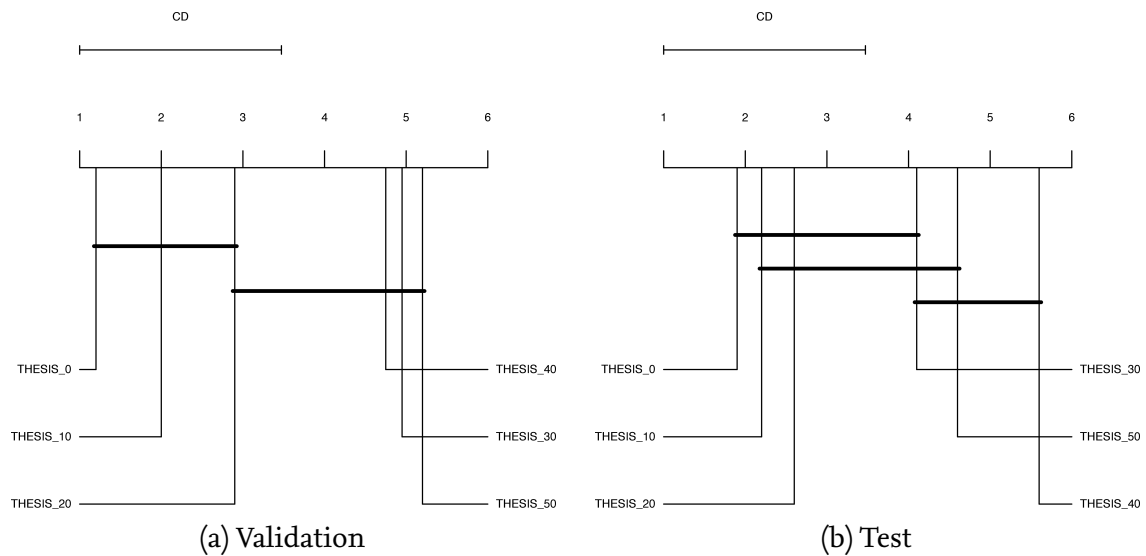 CD
1 2 3 4 5 6
THESIS_0
THESIS_10
THESIS_20
THESIS_40
THESIS_30
THESIS_50
(a) Validation
CD
1 2 3 4 5 6
THESIS_0
THESIS_10
THESIS_20
THESIS_30
THESIS_50
THESIS_40
(b) Test